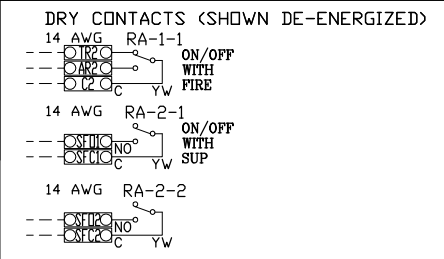 DRY CONTACTS (SHOWN DE-ENERGIZED)
14 AWG RA-1-1
TR2
AR2
C2
C YW
ON/OFF
WITH
FIRE
14 AWG RA-2-1
SFO1
NO
SFC1
C YW
ON/OFF
WITH
SUP
14 AWG RA-2-2
SFO2
NO
SFC2
C YW